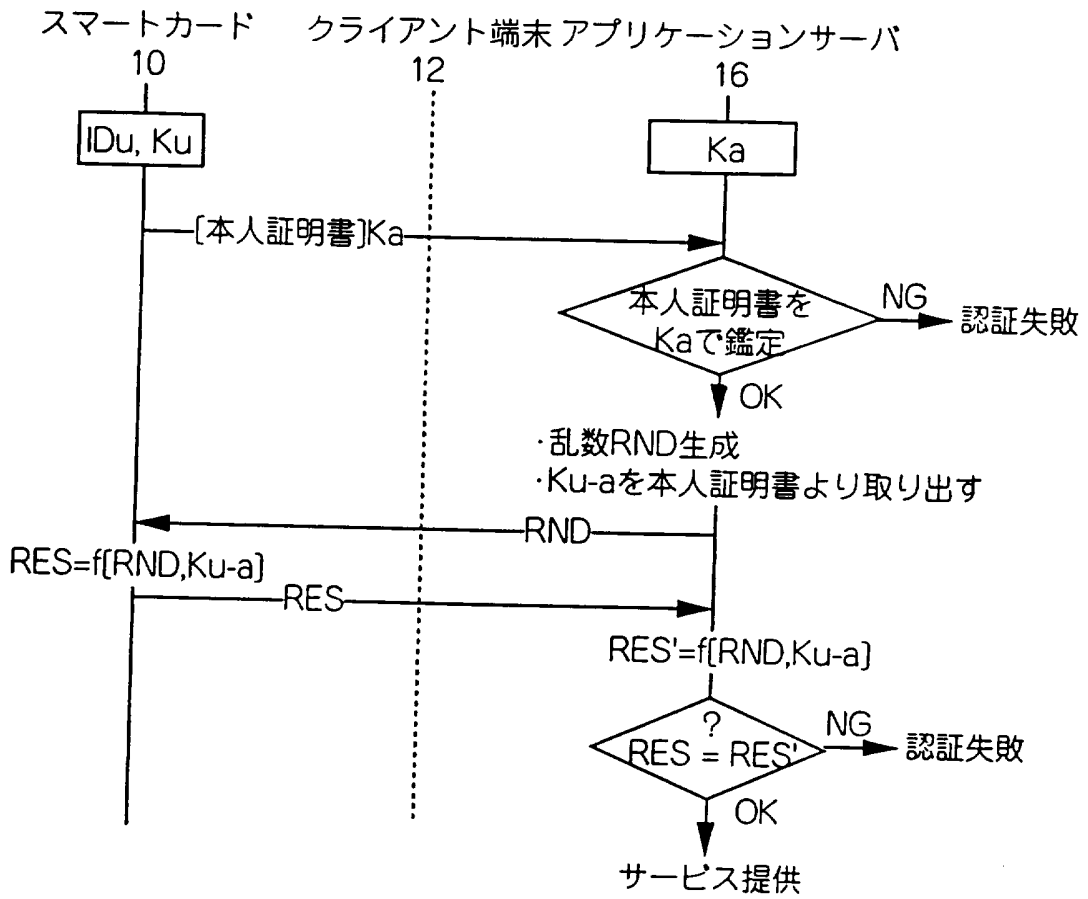 スマートカード
クライアント端末 アプリケーションサーバ
10
12
16
IDu, Ku
Ka
[本人証明書]Ka
本人証明書を
Kaで鑑定
NG
認証失敗
OK
・乱数RND生成
・Ku-aを本人証明書より取り出す
RND
RES=f[RND,Ku-a]
RES
RES'=f[RND,Ku-a]
?
RES = RES'
NG
認証失敗
OK
サービス提供